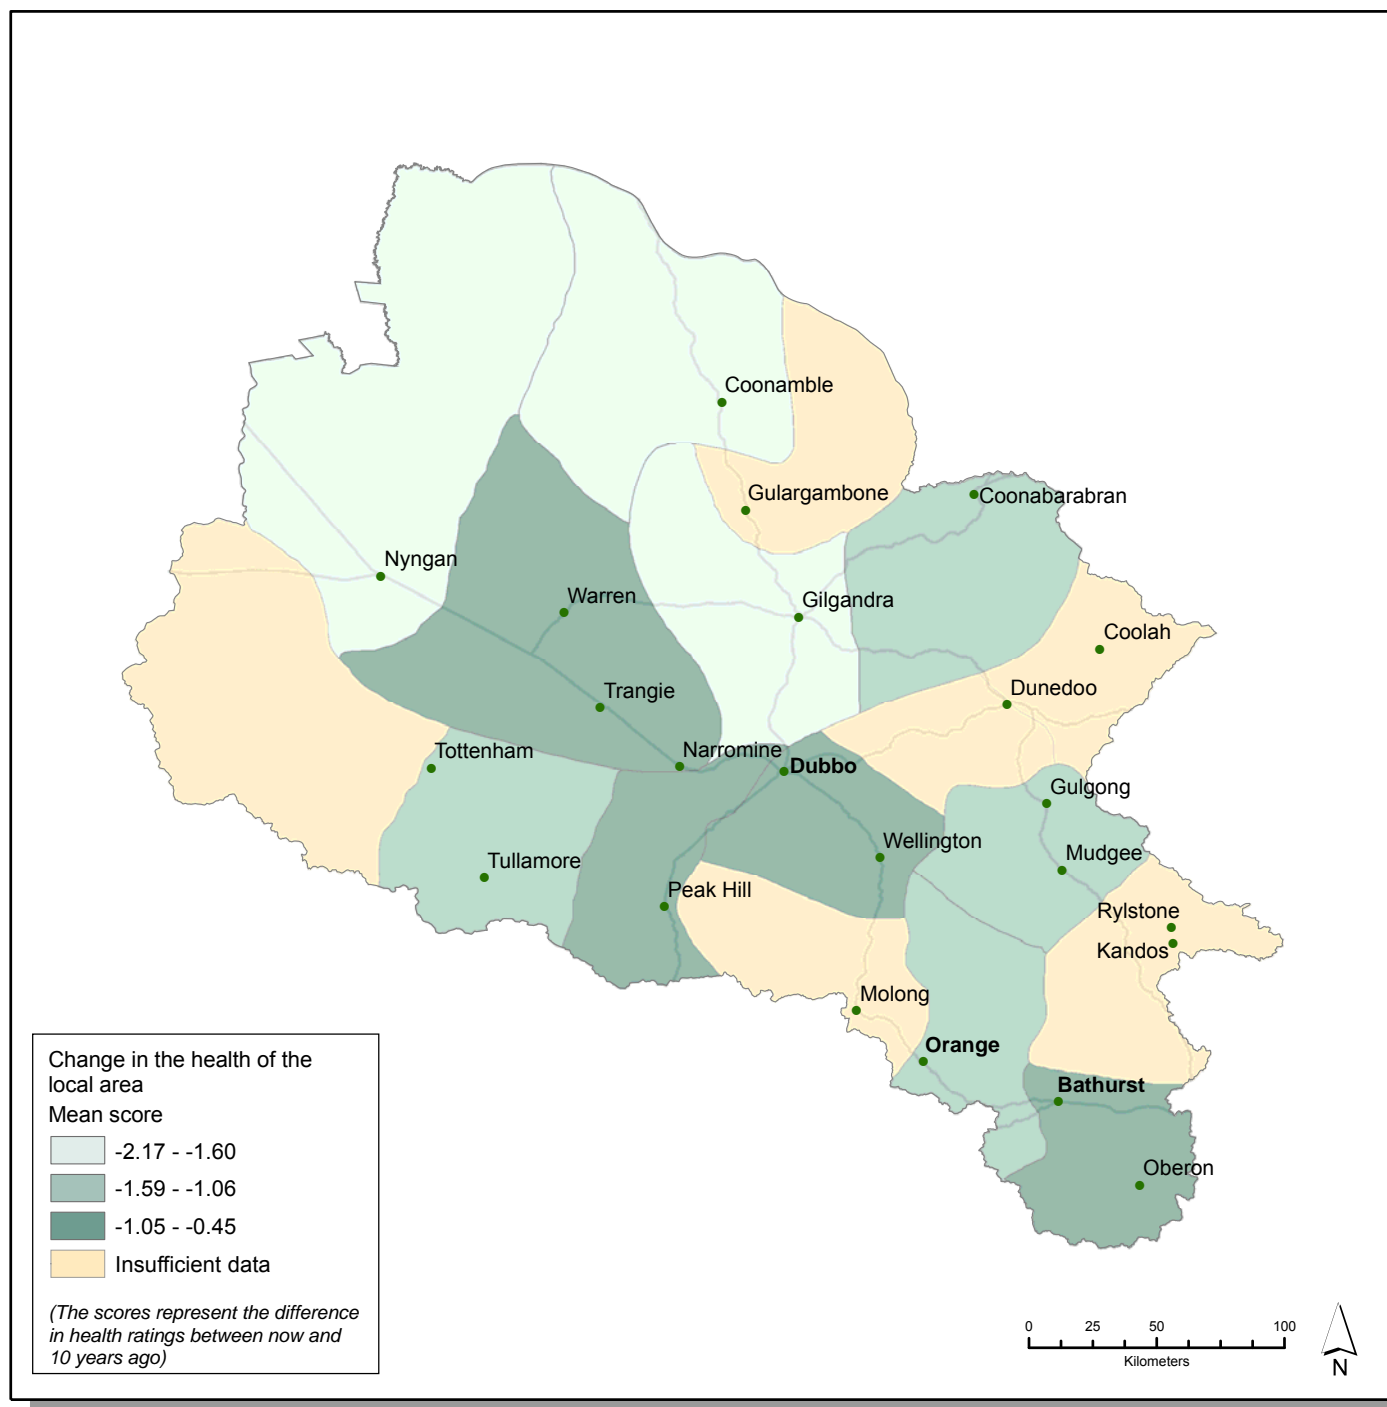 Coonamble
Gulargambone
Coonabarabran
Nyngan
Warren
Gilgandra
Coolah
Trangie
Dunedoo
Tottenham
Narromine
Dubbo
Gulgong
Tullamore
Wellington
Mudgee
Peak Hill
Rylstone
Kandos
Molong
Orange
Bathurst
Oberon
Change in the health of the
local area
Mean score
-2.17 - -1.60
-1.59 - -1.06
-1.05 - -0.45
Insufficient data
(The scores represent the difference
in health ratings between now and
10 years ago)
0 25 50 100
Kilometers
N